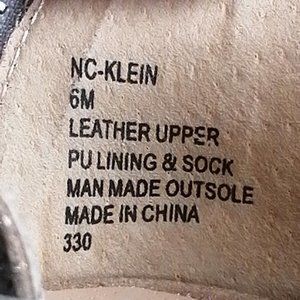 NC-KLEIN
6M
LEATHER UPPER
PU LINING & SOCK
MAN MADE OUTSOLE
MADE IN CHINA
330